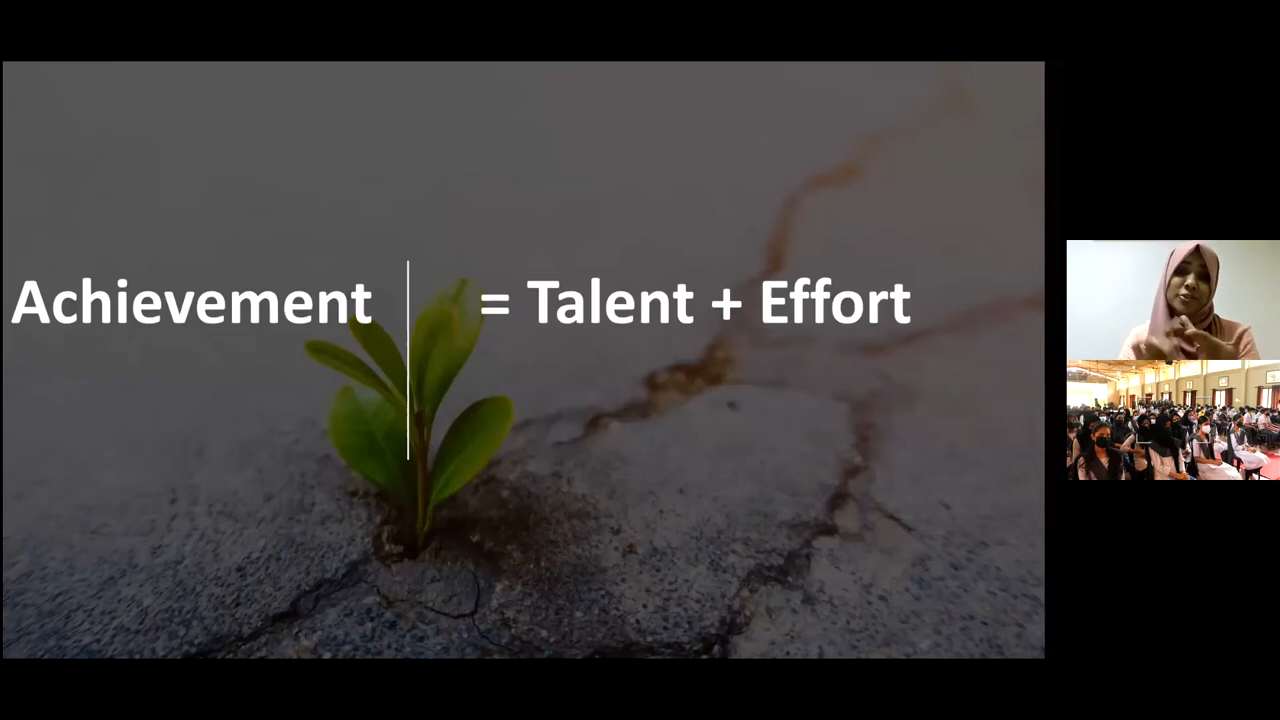 Achievement = Talent + Effort